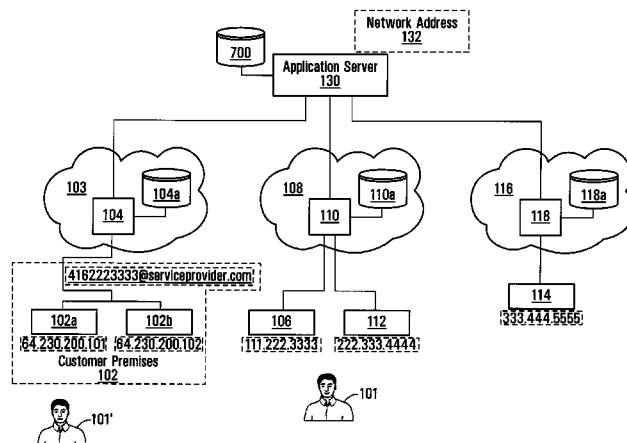 Network Address
132
700
Application Server
130
103
104a
104
108
110a
110
116
118a
118
4162223333@serviceprovider.com
102a
102b
64.230.200.101
64.230.200.102
Customer Premises
102
106
112
111.222.3333
222.333.4444
114
333.444.5555
101'
101